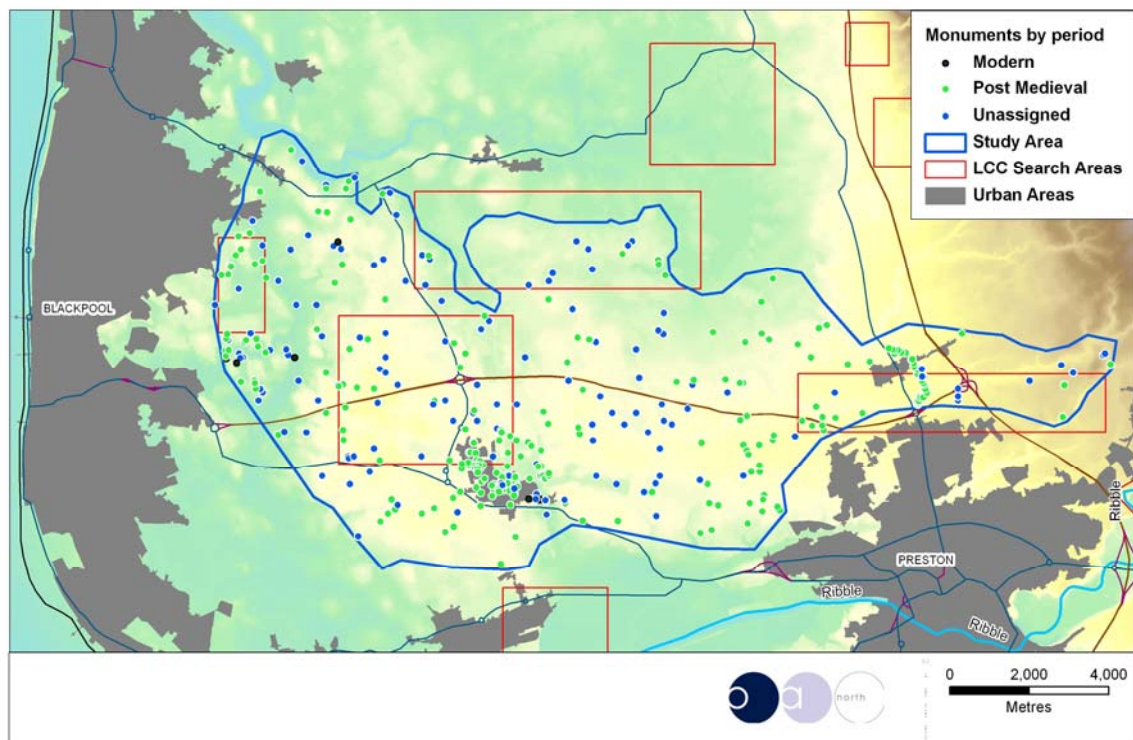 Monuments by period
Modern
Post Medieval
Unassigned
Study Area
LCC Search Areas
Urban Areas
BLACKPOOL
PRESTON
Ribble
Ribble
Ribble
oa north
0 2,000 4,000
Metres